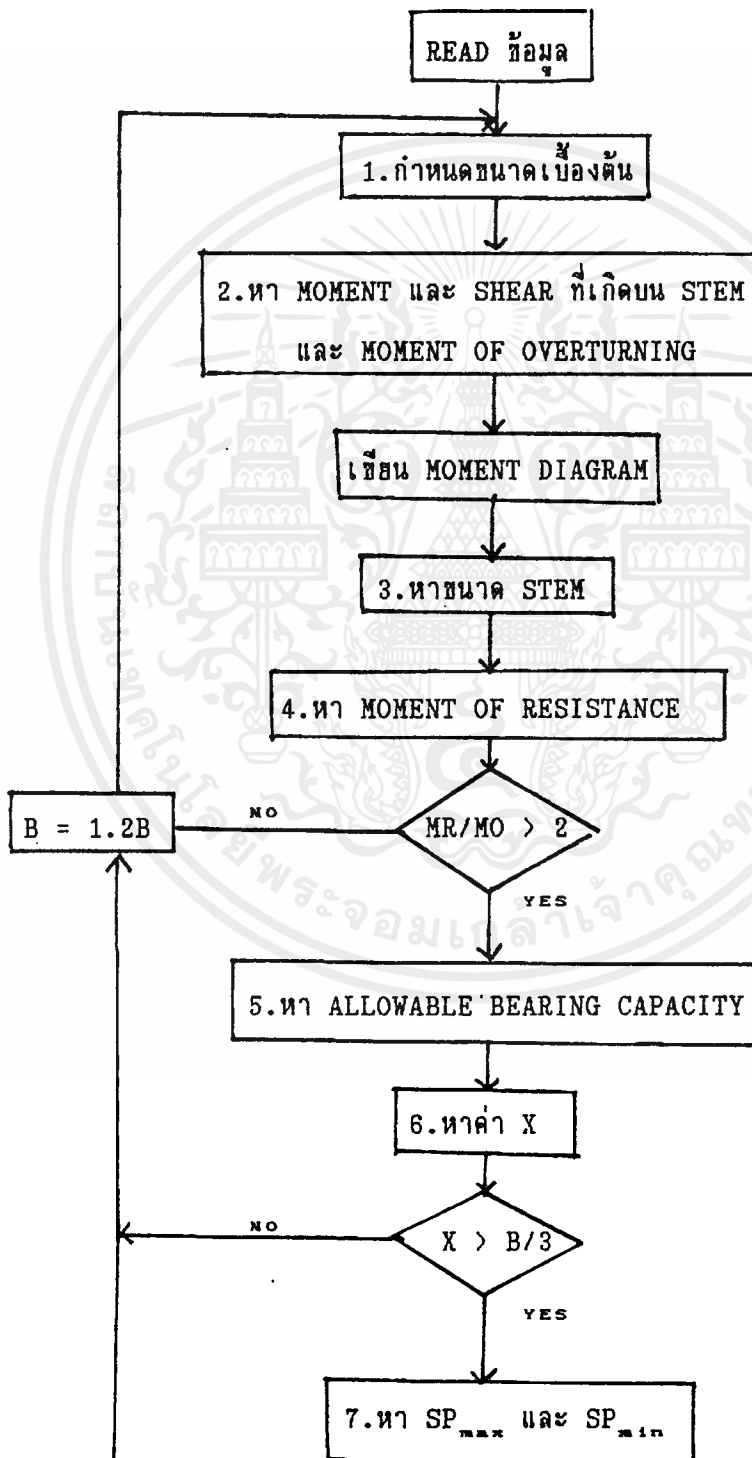 READ ข้อมูล
1.กำหนดขนาดเบื้องต้น
2.หา MOMENT และ SHEAR ที่เกิดบน STEM
และ MOMENT OF OVERTURNING
เขียน MOMENT DIAGRAM
3.หาขนาด STEM
4.หา MOMENT OF RESISTANCE
B = 1.2B
NO
MR/MO > 2
YES
5.หา ALLOWABLE BEARING CAPACITY
6.หาค่า X
NO
X > B/3
YES
7.หา SPmax และ SPmin